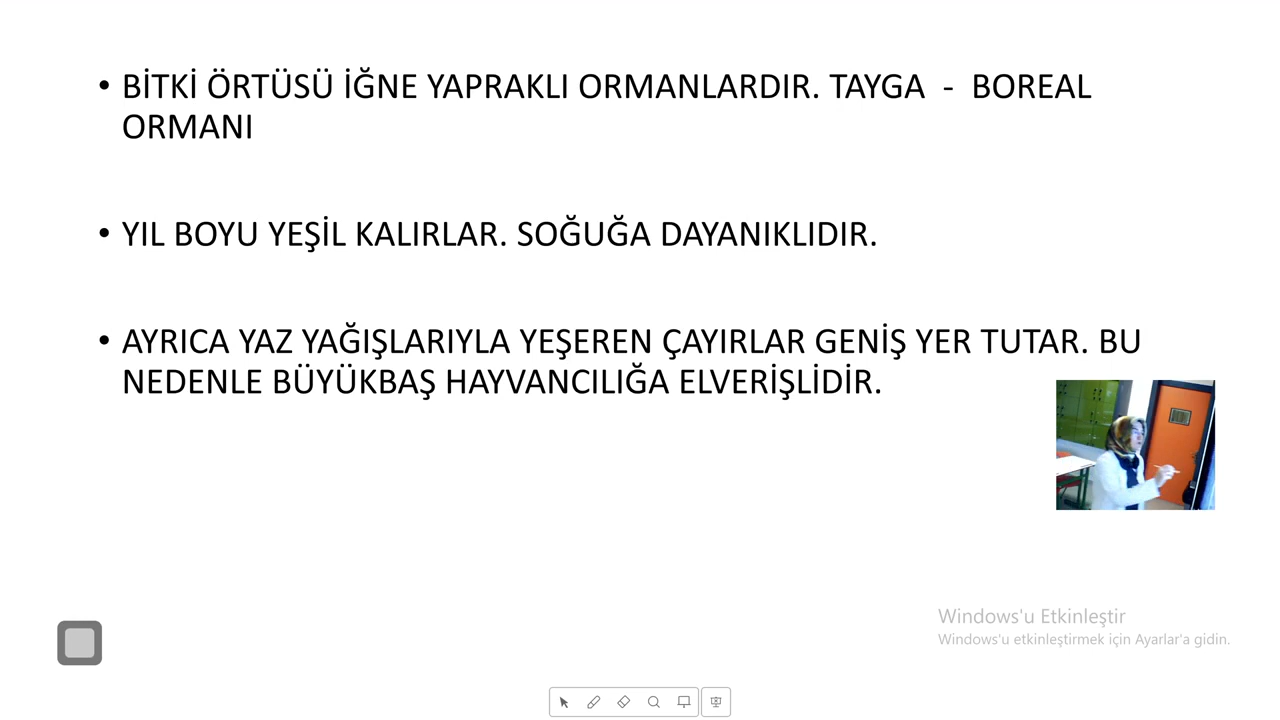 • BİTKİ ÖRTÜSÜ İĞNE YAPRAKLI ORMANLARDIR. TAYGA - BOREAL
ORMANI
• YIL BOYU YEŞİL KALIRLAR. SOĞUĞA DAYANIKLIDIR.
• AYRICA YAZ YAĞIŞLARIYLA YEŞEREN ÇAYIRLAR GENİŞ YER TUTAR. BU
NEDENLE BÜYÜKBAŞ HAYVANCILIĞA ELVERİŞLİDİR.
Windows'u Etkinleştir
Windows'u etkinleştirmek için Ayarlar'a gidin.